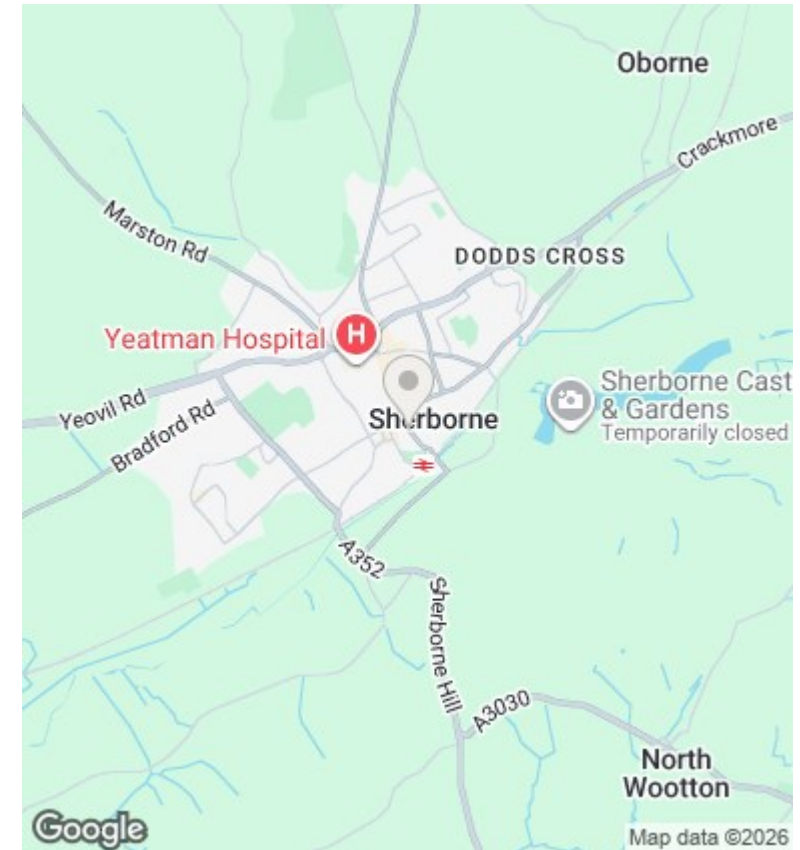 Oborne
Crackmore
Marston Rd
DODDS CROSS
Yeatman Hospital
H
Sherborne Cast
& Gardens
Temporarily closed
Yeovil Rd
Sherborne
Bradford Rd
A352
Sherborne Hill
A3030
North
Wootton
Google
Map data ©2026